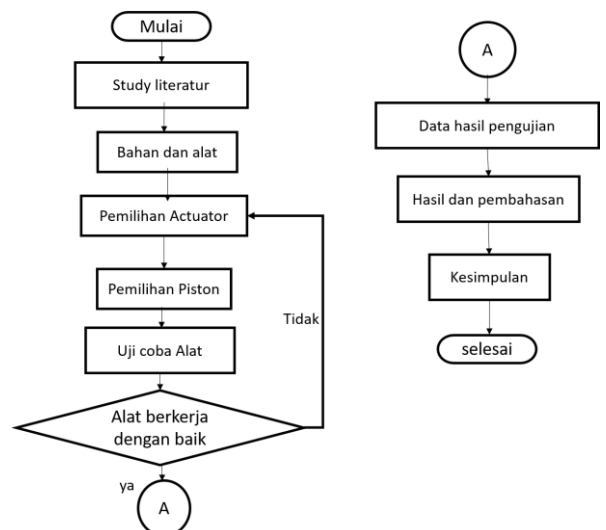 Mulai
Study literatur
Bahan dan alat
Pemilihan Actuator
Pemilihan Piston
Tidak
Uji coba Alat
Alat berkerja
dengan baik
ya
A
A
Data hasil pengujian
Hasil dan pembahasan
Kesimpulan
selesai